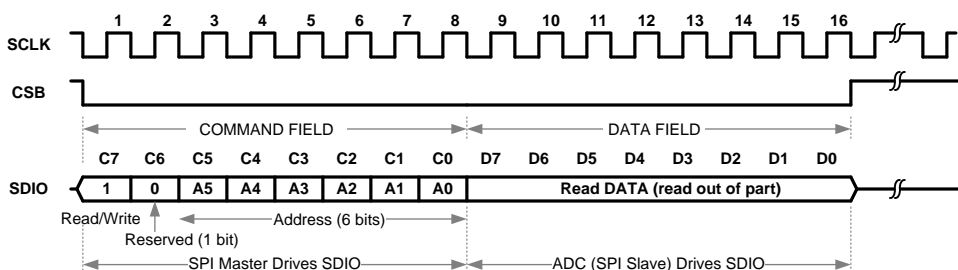 1 2 3 4 5 6 7 8 9 10 11 12 13 14 15 16
SCLK
CSB
COMMAND FIELD DATA FIELD
C7 C6 C5 C4 C3 C2 C1 C0 D7 D6 D5 D4 D3 D2 D1 D0
SDIO 1 0 A5 A4 A3 A2 A1 A0 Read DATA (read out of part)
Read/Write Address (6 bits)
Reserved (1 bit)
SPI Master Drives SDIO ADC (SPI Slave) Drives SDIO